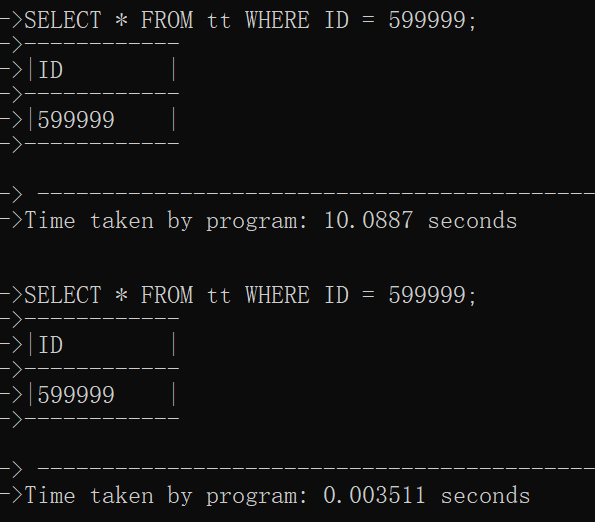 ->SELECT * FROM tt WHERE ID = 599999;
->------------
->|ID        |
->------------
->|599999    |
->------------
-> -------------------------------------------
->Time taken by program: 10.0887 seconds
->SELECT * FROM tt WHERE ID = 599999;
->------------
->|ID        |
->------------
->|599999    |
->------------
-> -------------------------------------------
->Time taken by program: 0.003511 seconds